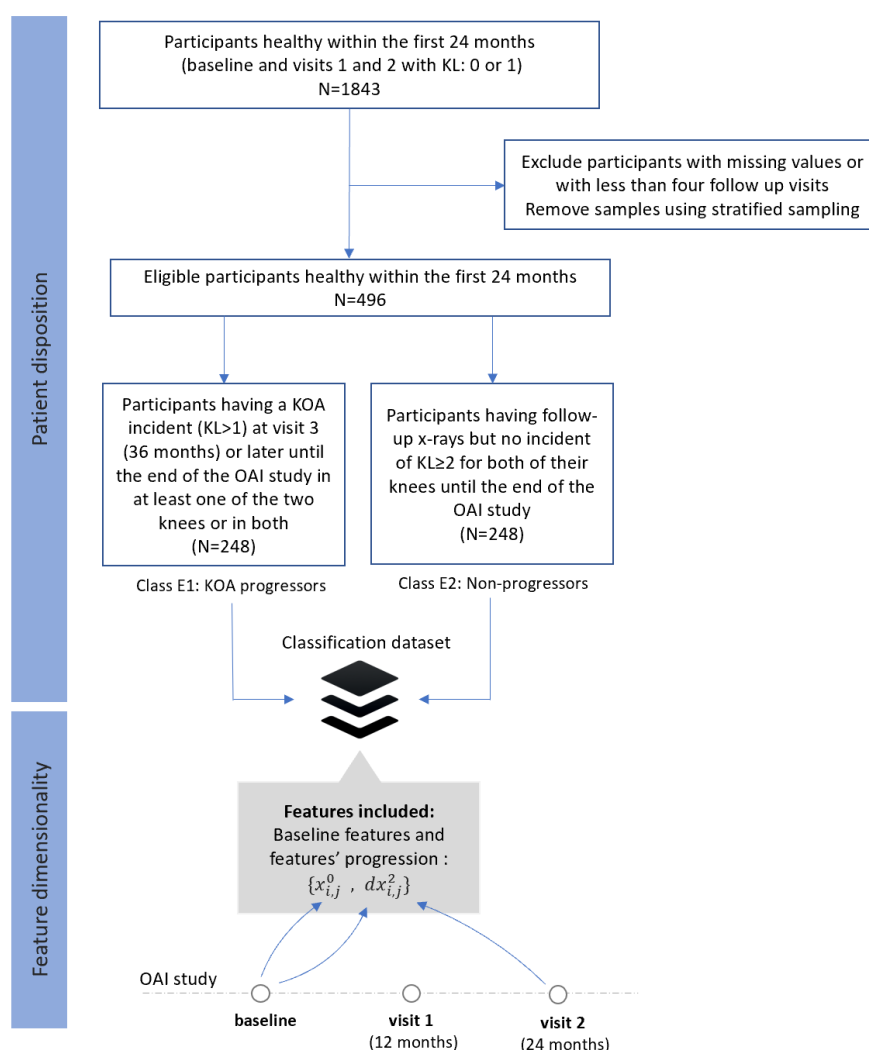 Patient disposition
Participants healthy within the first 24 months
(baseline and visits 1 and 2 with KL: 0 or 1)
N=1843
Exclude participants with missing values or
with less than four follow up visits
Remove samples using stratified sampling
Eligible participants healthy within the first 24 months
N=496
Participants having a KOA
incident (KL>1) at visit 3
(36 months) or later until
the end of the OAI study in
at least one of the two
knees or in both
(N=248)
Participants having follow-
up x-rays but no incident
of KL≥2 for both of their
knees until the end of the
OAI study
(N=248)
Class E1: KOA progressors
Class E2: Non-progressors
Classification dataset
Feature dimensionality
Features included:
Baseline features and
features’ progression :
{x⁰ᵢ,ⱼ , dx²ᵢ,ⱼ}
OAI study
baseline
visit 1
(12 months)
visit 2
(24 months)